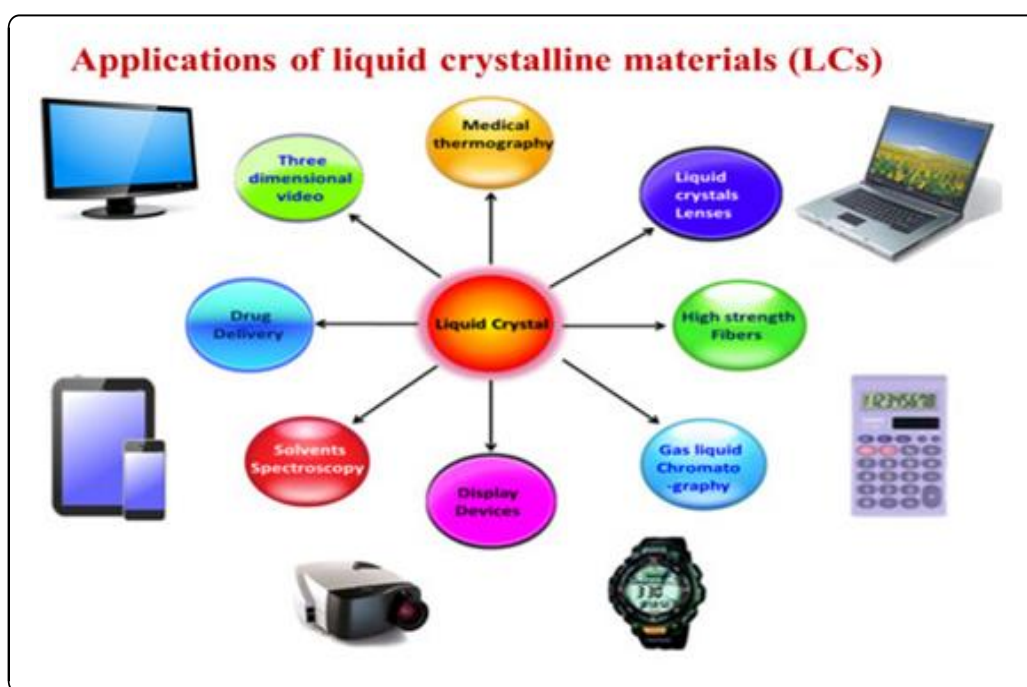 Applications of liquid crystalline materials (LCs)
Medical
thermography
Three
dimensional
video
Liquid
crystals
Lenses
Drug
Delivery
Liquid Crystal
High strength
Fibers
Solvents
Spectroscopy
Display
Devices
Gas liquid
Chromato
-graphy
12345678